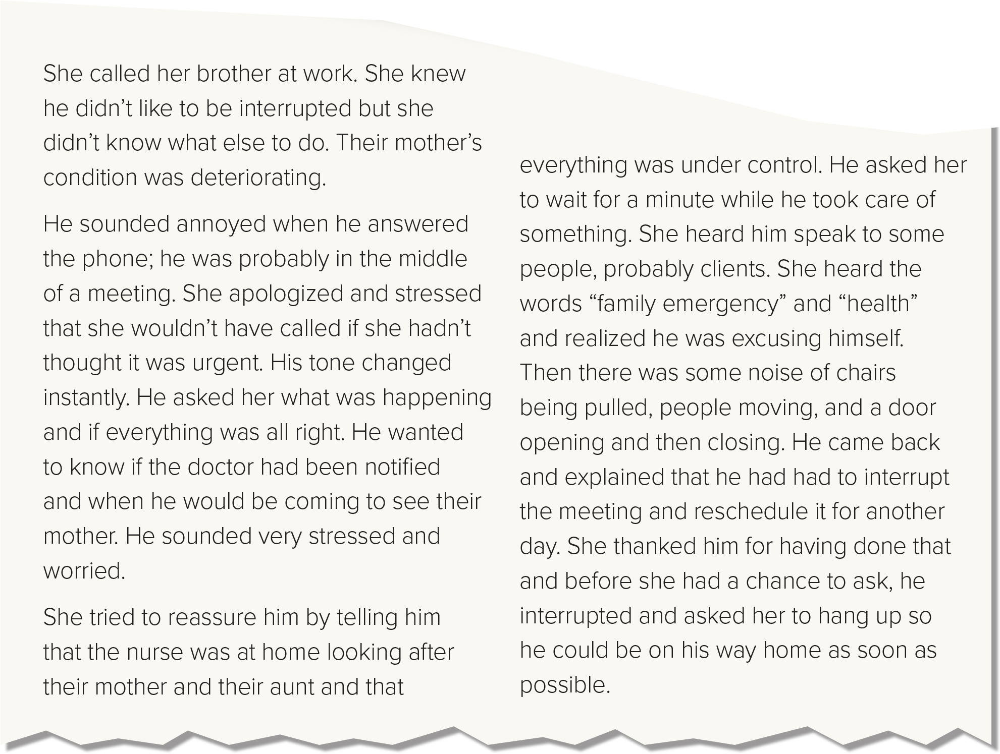 She called her brother at work. She knew
he didn’t like to be interrupted but she
didn’t know what else to do. Their mother’s
condition was deteriorating.
He sounded annoyed when he answered
the phone; he was probably in the middle
of a meeting. She apologized and stressed
that she wouldn’t have called if she hadn’t
thought it was urgent. His tone changed
instantly. He asked her what was happening
and if everything was all right. He wanted
to know if the doctor had been notified
and when he would be coming to see their
mother. He sounded very stressed and
worried.
She tried to reassure him by telling him
that the nurse was at home looking after
their mother and their aunt and that
everything was under control. He asked her
to wait for a minute while he took care of
something. She heard him speak to some
people, probably clients. She heard the
words “family emergency” and “health”
and realized he was excusing himself.
Then there was some noise of chairs
being pulled, people moving, and a door
opening and then closing. He came back
and explained that he had had to interrupt
the meeting and reschedule it for another
day. She thanked him for having done that
and before she had a chance to ask, he
interrupted and asked her to hang up so
he could be on his way home as soon as
possible.